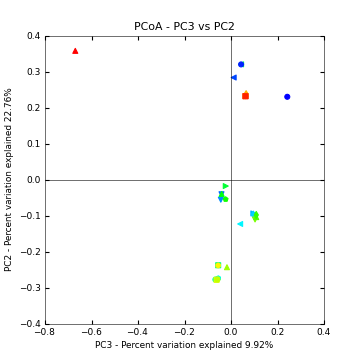 PCoA - PC3 vs PC2
0.4
0.3
0.2
0.1
0.0
−0.1
−0.2
−0.3
−0.4
PC2 - Percent variation explained 22.76%
−0.8 −0.6 −0.4 −0.2 0.0 0.2 0.4
PC3 - Percent variation explained 9.92%